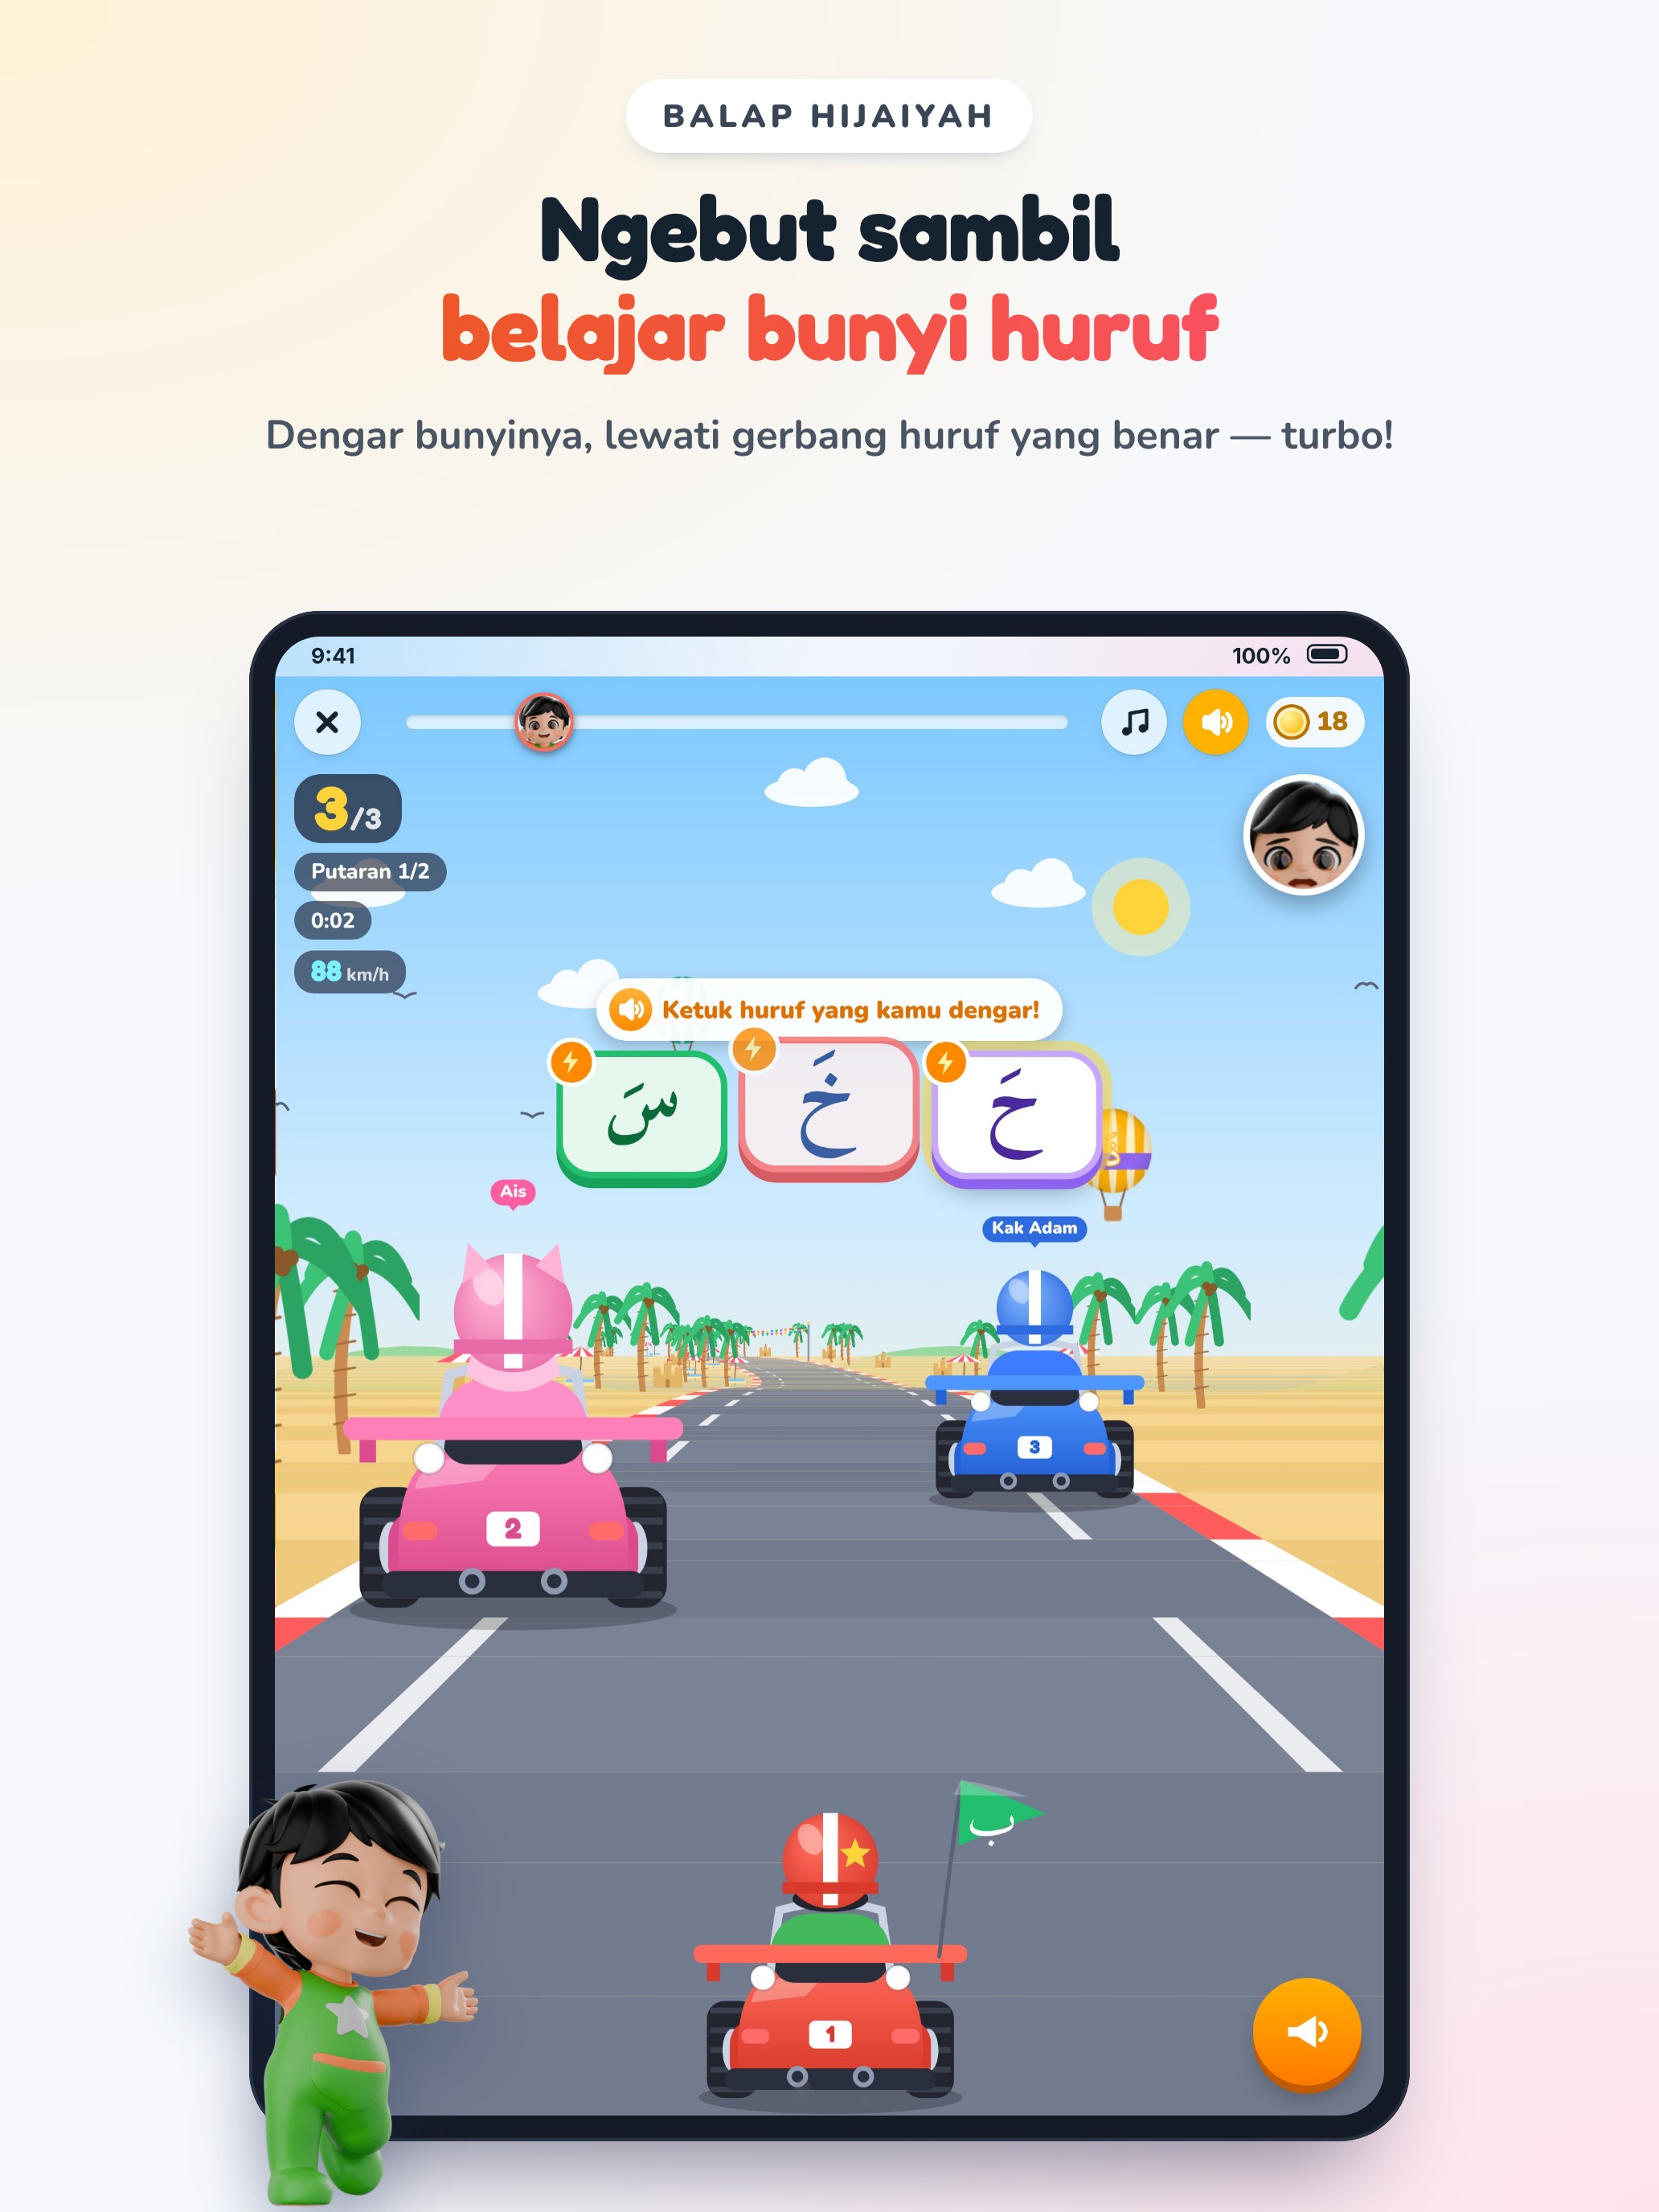 BALAP HIJAIYAH
Ngebut sambil
belajar bunyi huruf
Dengar bunyinya, lewati gerbang huruf yang benar — turbo!
9:41
100%
18
3/3
Putaran 1/2
0:02
88 km/h
Ketuk huruf yang kamu dengar!
سَ
خَ
حَ
Ais
Kak Adam
3
2
ب
1